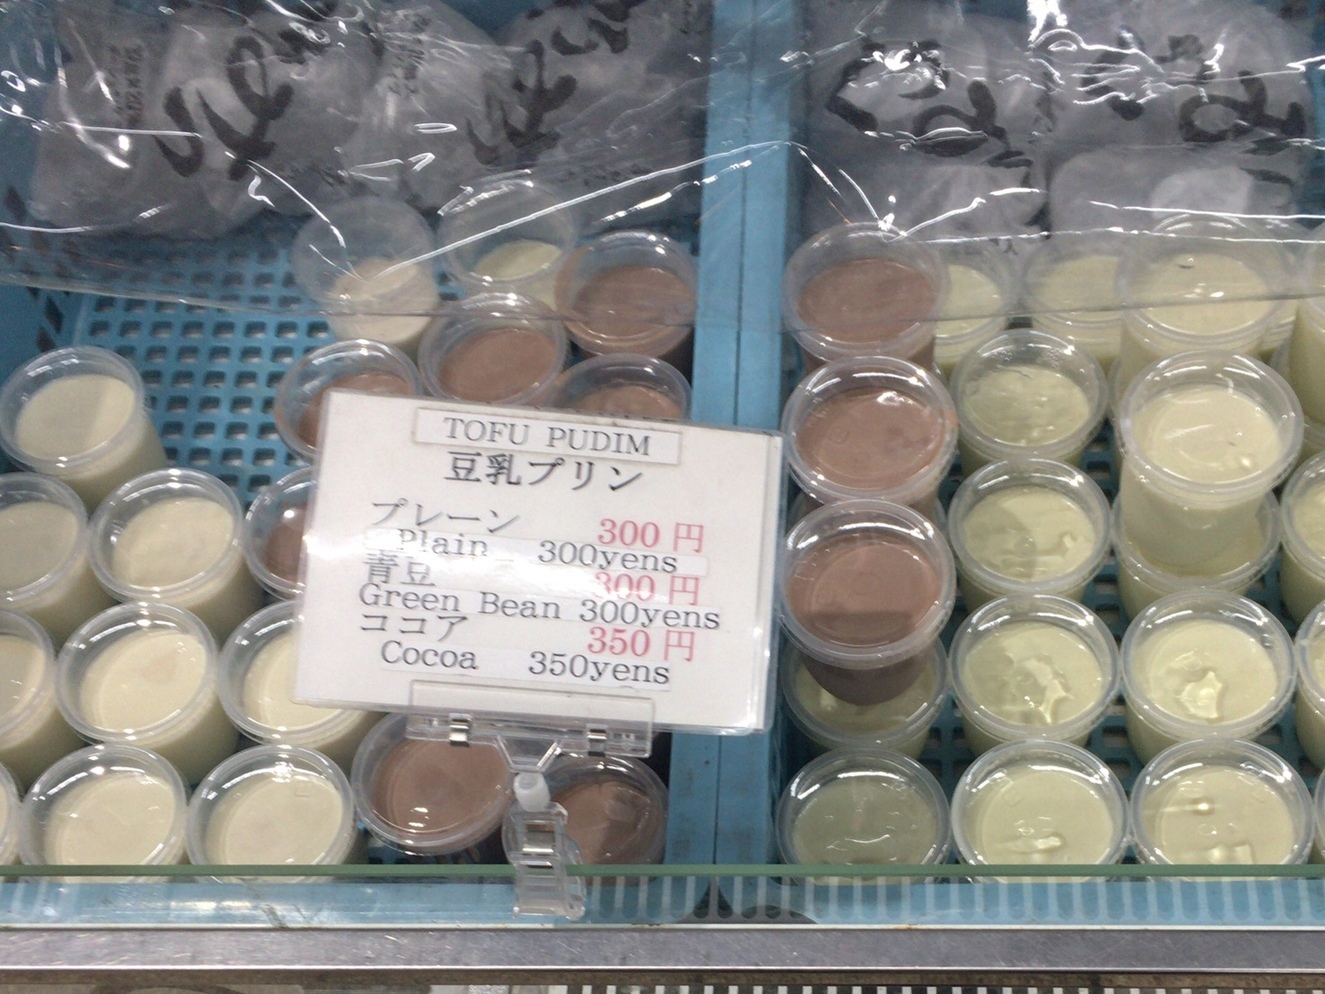 TOFU PUDIM
豆乳プリン
プレーン 300円
Plain 300yens
青豆 300円
Green Bean 300yens
ココア 350円
Cocoa 350yens